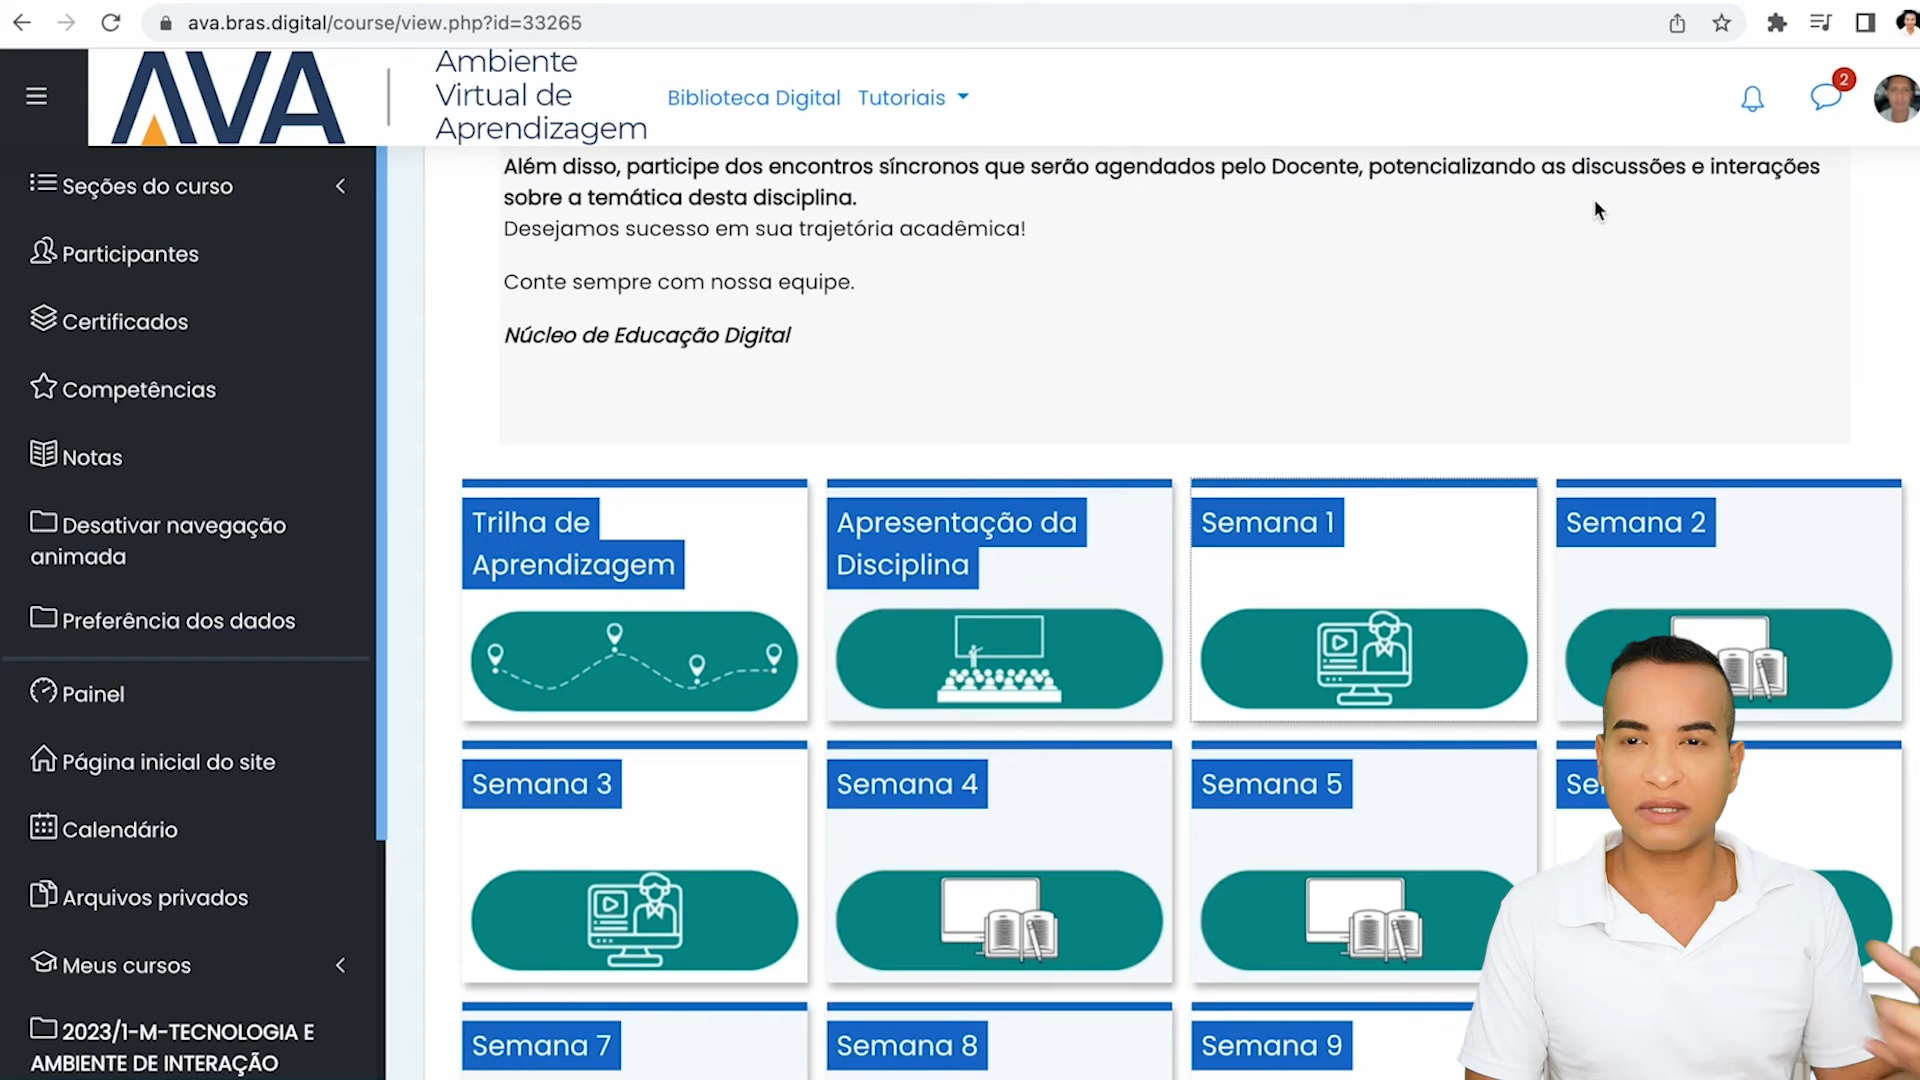 ava.bras.digital/course/view.php?id=33265
AVA
Ambiente
Virtual de
Aprendizagem
Biblioteca Digital
Tutoriais
2
Seções do curso
Participantes
Certificados
Competências
Notas
Desativar navegação
animada
Preferência dos dados
Painel
Página inicial do site
Calendário
Arquivos privados
Meus cursos
2023/1-M-TECNOLOGIA E
AMBIENTE DE INTERAÇÃO
Além disso, participe dos encontros síncronos que serão agendados pelo Docente, potencializando as discussões e interações
sobre a temática desta disciplina.
Desejamos sucesso em sua trajetória acadêmica!
Conte sempre com nossa equipe.
Núcleo de Educação Digital
Trilha de
Aprendizagem
Apresentação da
Disciplina
Semana 1
Semana 2
Semana 3
Semana 4
Semana 5
Semana 7
Semana 8
Semana 9